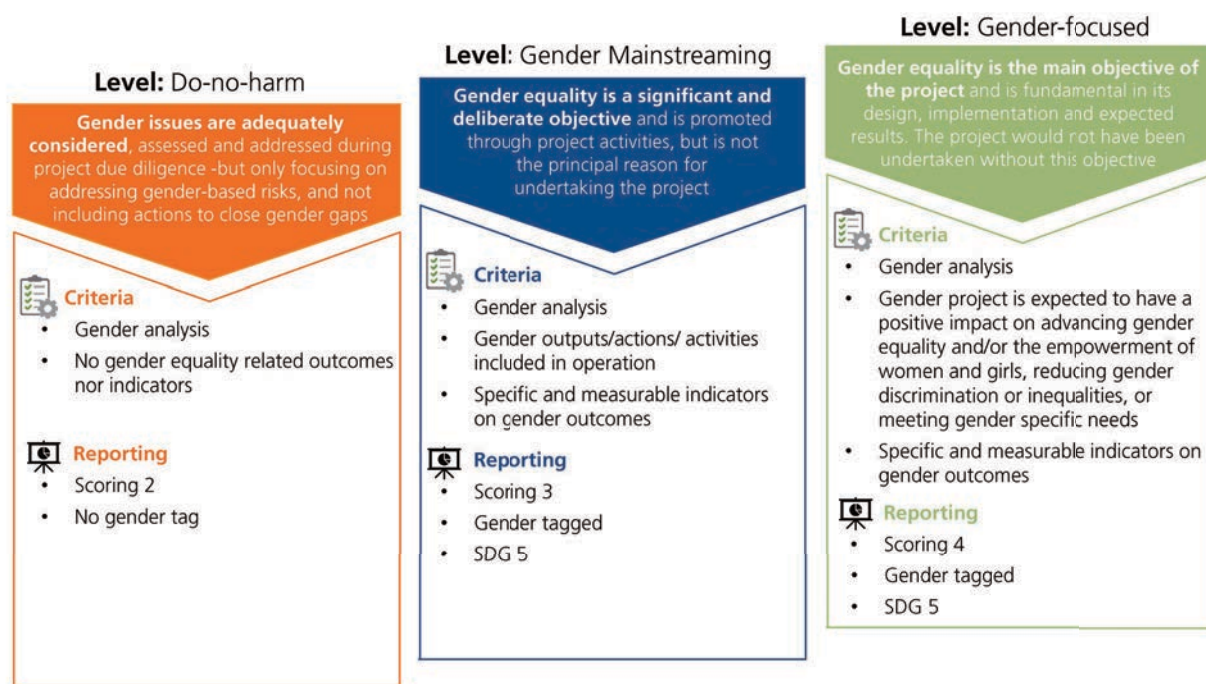 Level: Do-no-harm
Gender issues are adequately
considered, assessed and addressed during
project due diligence -but only focusing on
addressing gender-based risks, and not
including actions to close gender gaps
Criteria
• Gender analysis
• No gender equality related outcomes
nor indicators
Reporting
• Scoring 2
• No gender tag
Level: Gender Mainstreaming
Gender equality is a significant and
deliberate objective and is promoted
through project activities, but is not
the principal reason for
undertaking the project
Criteria
• Gender analysis
• Gender outputs/actions/ activities
included in operation
• Specific and measurable indicators
on gender outcomes
Reporting
• Scoring 3
• Gender tagged
• SDG 5
Level: Gender-focused
Gender equality is the main objective of
the project and is fundamental in its
design, implementation and expected
results. The project would not have been
undertaken without this objective
Criteria
• Gender analysis
• Gender project is expected to have a
positive impact on advancing gender
equality and/or the empowerment of
women and girls, reducing gender
discrimination or inequalities, or
meeting gender specific needs
• Specific and measurable indicators on
gender outcomes
Reporting
• Scoring 4
• Gender tagged
• SDG 5